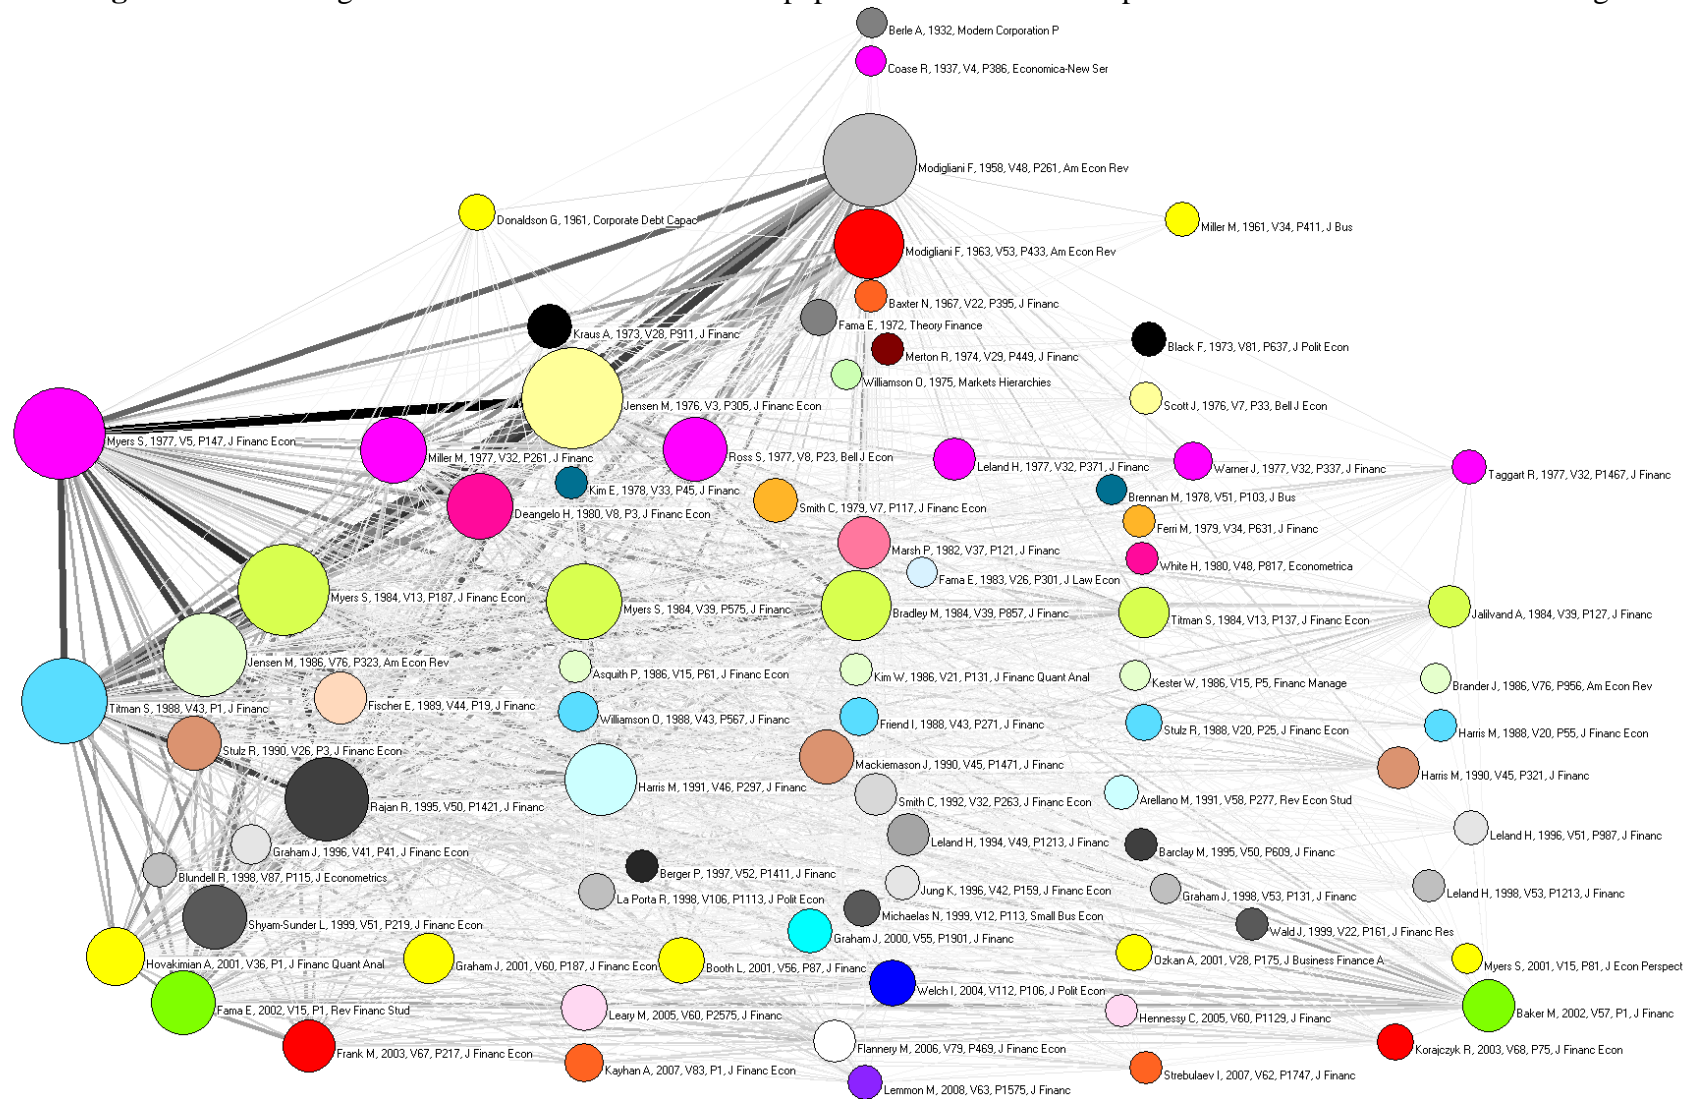 Berle A, 1932, Modern Corporation P
Coase R, 1937, V4, P386, Economica-New Ser
Modigliani F, 1958, V48, P261, Am Econ Rev
Donaldson G, 1961, Corporate Debt Capac
Miller M, 1961, V34, P411, J Bus
Modigliani F, 1963, V53, P433, Am Econ Rev
Baxter N, 1967, V22, P395, J Financ
Fama E, 1972, Theory Finance
Kraus A, 1973, V28, P911, J Financ
Black F, 1973, V81, P637, J Polit Econ
Merton R, 1974, V29, P449, J Financ
Williamson O, 1975, Markets Hierarchies
Jensen M, 1976, V3, P305, J Financ Econ
Scott J, 1976, V7, P33, Bell J Econ
Myers S, 1977, V5, P147, J Financ Econ
Miller M, 1977, V32, P261, J Financ
Ross S, 1977, V8, P23, Bell J Econ
Leland H, 1977, V32, P371, J Financ
Warner J, 1977, V32, P337, J Financ
Taggart R, 1977, V32, P1467, J Financ
Kim E, 1978, V33, P45, J Financ
Brennan M, 1978, V51, P103, J Bus
Deangelo H, 1980, V8, P3, J Financ Econ
Smith C, 1979, V7, P117, J Financ Econ
Ferri M, 1979, V34, P631, J Financ
Marsh P, 1982, V37, P121, J Financ
White H, 1980, V48, P817, Econometrica
Fama E, 1983, V26, P301, J Law Econ
Myers S, 1984, V13, P187, J Financ Econ
Myers S, 1984, V39, P575, J Financ
Bradley M, 1984, V39, P857, J Financ
Titman S, 1984, V13, P137, J Financ Econ
Jalilvand A, 1984, V39, P127, J Financ
Jensen M, 1986, V76, P323, Am Econ Rev
Asquith P, 1986, V15, P61, J Financ Econ
Kim W, 1986, V21, P131, J Financ Quant Anal
Kester W, 1986, V15, P5, Financ Manage
Brander J, 1986, V76, P956, Am Econ Rev
Titman S, 1988, V43, P1, J Financ
Fischer E, 1989, V44, P19, J Financ
Williamson O, 1988, V43, P567, J Financ
Friend I, 1988, V43, P271, J Financ
Stulz R, 1988, V20, P25, J Financ Econ
Harris M, 1988, V20, P55, J Financ Econ
Stulz R, 1990, V26, P3, J Financ Econ
Mackiemason J, 1990, V45, P1471, J Financ
Harris M, 1990, V45, P321, J Financ
Rajan R, 1995, V50, P1421, J Financ
Harris M, 1991, V46, P297, J Financ
Smith C, 1992, V32, P263, J Financ Econ
Arellano M, 1991, V58, P277, Rev Econ Stud
Graham J, 1996, V41, P41, J Financ Econ
Leland H, 1994, V49, P1213, J Financ
Barclay M, 1995, V50, P609, J Financ
Leland H, 1996, V51, P987, J Financ
Blundell R, 1998, V87, P115, J Econometrics
Berger P, 1997, V52, P1411, J Financ
Jung K, 1996, V42, P159, J Financ Econ
La Porta R, 1998, V106, P1113, J Polit Econ
Graham J, 1998, V53, P131, J Financ
Leland H, 1998, V53, P1213, J Financ
Shyam-Sunder L, 1999, V51, P219, J Financ Econ
Michaelas N, 1999, V12, P113, Small Bus Econ
Wald J, 1999, V22, P161, J Financ Res
Graham J, 2000, V55, P1901, J Financ
Hovakimian A, 2001, V36, P1, J Financ Quant Anal
Graham J, 2001, V60, P187, J Financ Econ
Booth L, 2001, V56, P87, J Financ
Ozkan A, 2001, V28, P175, J Business Finance A
Myers S, 2001, V15, P81, J Econ Perspect
Fama E, 2002, V15, P1, Rev Financ Stud
Welch I, 2004, V112, P106, J Polit Econ
Leary M, 2005, V60, P2575, J Financ
Hennessy C, 2005, V60, P1129, J Financ
Baker M, 2002, V57, P1, J Financ
Frank M, 2003, V67, P217, J Financ Econ
Flannery M, 2006, V79, P469, J Financ Econ
Korajczyk R, 2003, V68, P75, J Financ Econ
Kayhan A, 2007, V83, P1, J Financ Econ
Strebulaev I, 2007, V62, P1747, J Financ
Lemmon M, 2008, V63, P1575, J Financ